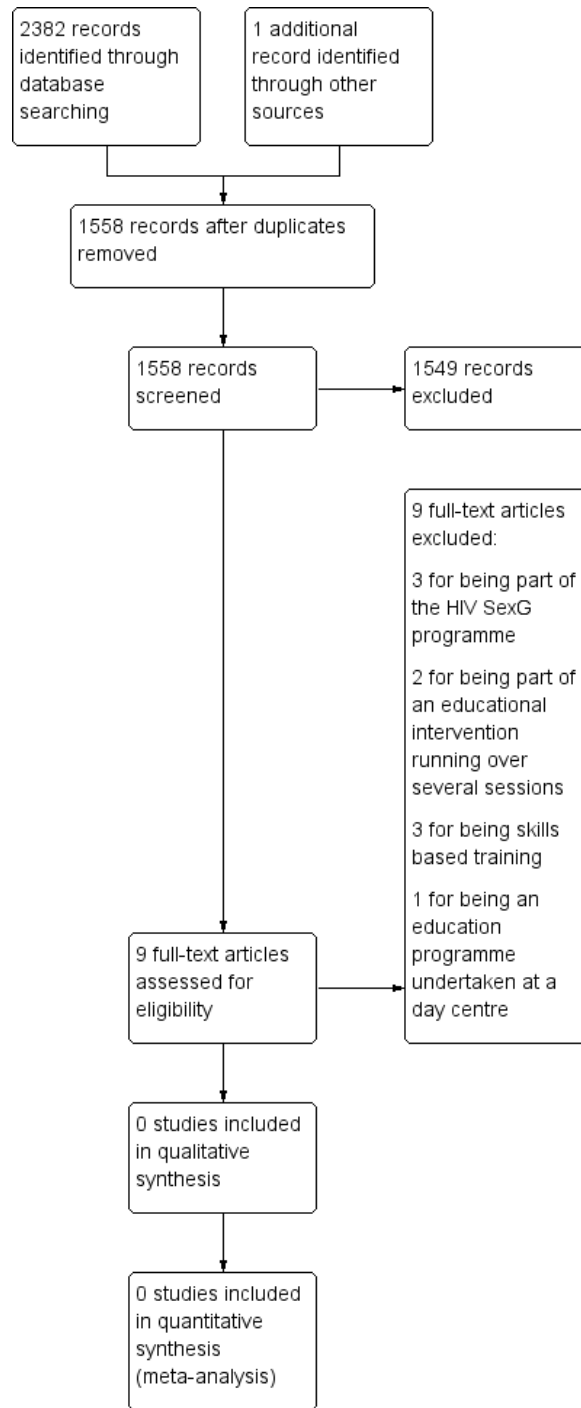 2382 records
identified through
database
searching
1 additional
record identified
through other
sources
1558 records after duplicates
removed
1558 records
screened
1549 records
excluded
9 full-text articles
excluded:
3 for being part of
the HIV SexG
programme
2 for being part of
an educational
intervention
running over
several sessions
3 for being skills
based training
1 for being an
education
programme
undertaken at a
day centre
9 full-text articles
assessed for
eligibility
0 studies included
in qualitative
synthesis
0 studies included
in quantitative
synthesis
(meta-analysis)